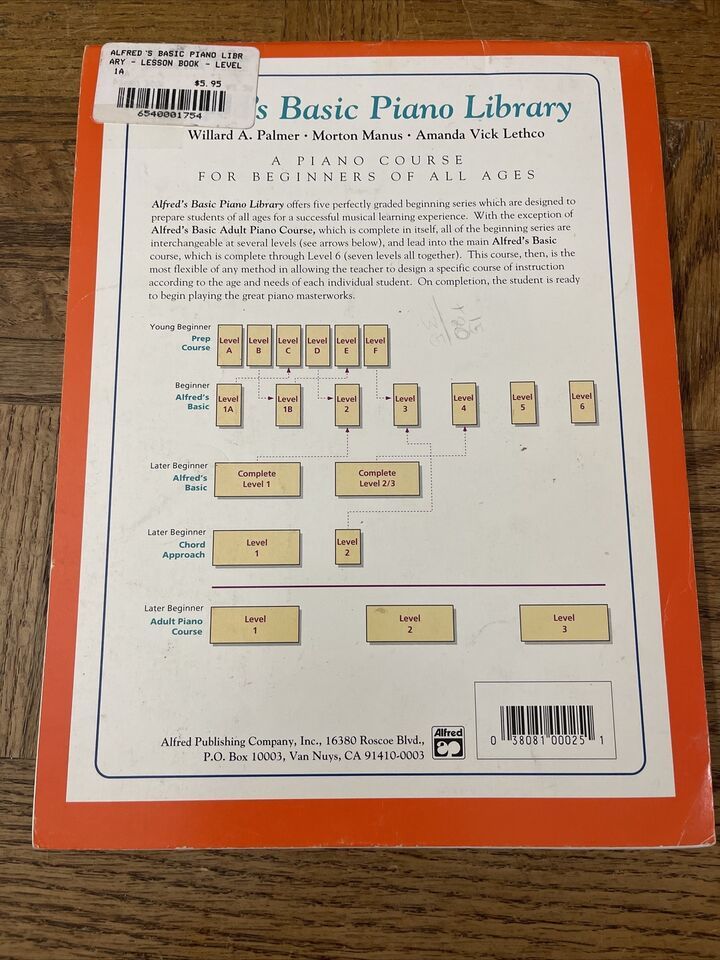 ALFRED'S BASIC PIANO LIBR
ARY - LESSON BOOK - LEVEL
1A
$5.95
6540001754
's Basic Piano Library
Willard A. Palmer · Morton Manus · Amanda Vick Lethco
A PIANO COURSE
FOR BEGINNERS OF ALL AGES
Alfred's Basic Piano Library offers five perfectly graded beginning series which are designed to
prepare students of all ages for a successful musical learning experience. With the exception of
Alfred's Basic Adult Piano Course, which is complete in itself, all of the beginning series are
interchangeable at several levels (see arrows below), and lead into the main Alfred's Basic
course, which is complete through Level 6 (seven levels all together). This course, then, is the
most flexible of any method in allowing the teacher to design a specific course of instruction
according to the age and needs of each individual student. On completion, the student is ready
to begin playing the great piano masterworks.
Young Beginner
Prep
Course
Level A
Level B
Level C
Level D
Level E
Level F
Beginner
Alfred's
Basic
Level 1A
Level 1B
Level 2
Level 3
Level 4
Level 5
Level 6
Later Beginner
Alfred's
Basic
Complete
Level 1
Complete
Level 2/3
Later Beginner
Chord
Approach
Level
1
Level
2
Later Beginner
Adult Piano
Course
Level
1
Level
2
Level
3
Alfred Publishing Company, Inc., 16380 Roscoe Blvd.,
P.O. Box 10003, Van Nuys, CA 91410-0003
Alfred
0 38081 00025 1